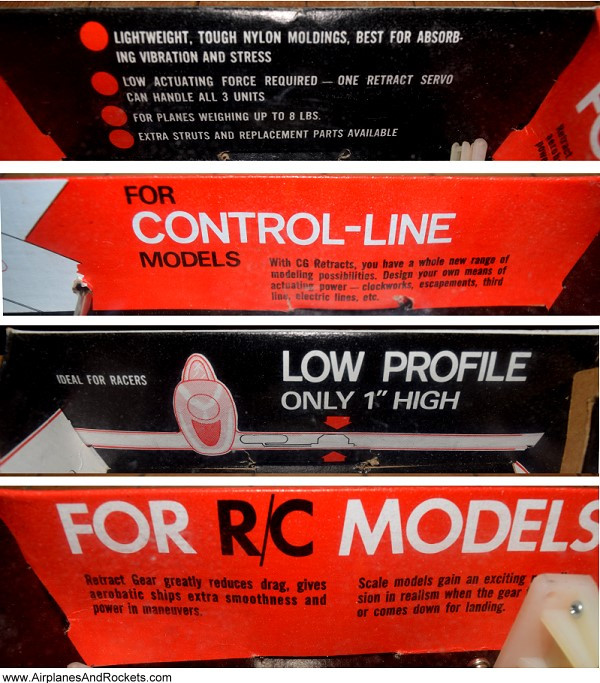 LIGHTWEIGHT, TOUGH NYLON MOLDINGS, BEST FOR ABSORB-
ING VIBRATION AND STRESS
LOW ACTUATING FORCE REQUIRED — ONE RETRACT SERVO
CAN HANDLE ALL 3 UNITS
FOR PLANES WEIGHING UP TO 8 LBS.
EXTRA STRUTS AND REPLACEMENT PARTS AVAILABLE
Retract
FOR
CONTROL-LINE
MODELS
With CG Retracts, you have a whole new range of
modeling possibilities. Design your own means of
actuating power — clockworks, escapements, third
line, electric lines, etc.
IDEAL FOR RACERS
LOW PROFILE
ONLY 1" HIGH
FOR R/C MODELS
Retract Gear greatly reduces drag, gives
aerobatic ships extra smoothness and
power in maneuvers.
Scale models gain an exciting
sion in realism when the gear
or comes down for landing.
www.AirplanesAndRockets.com